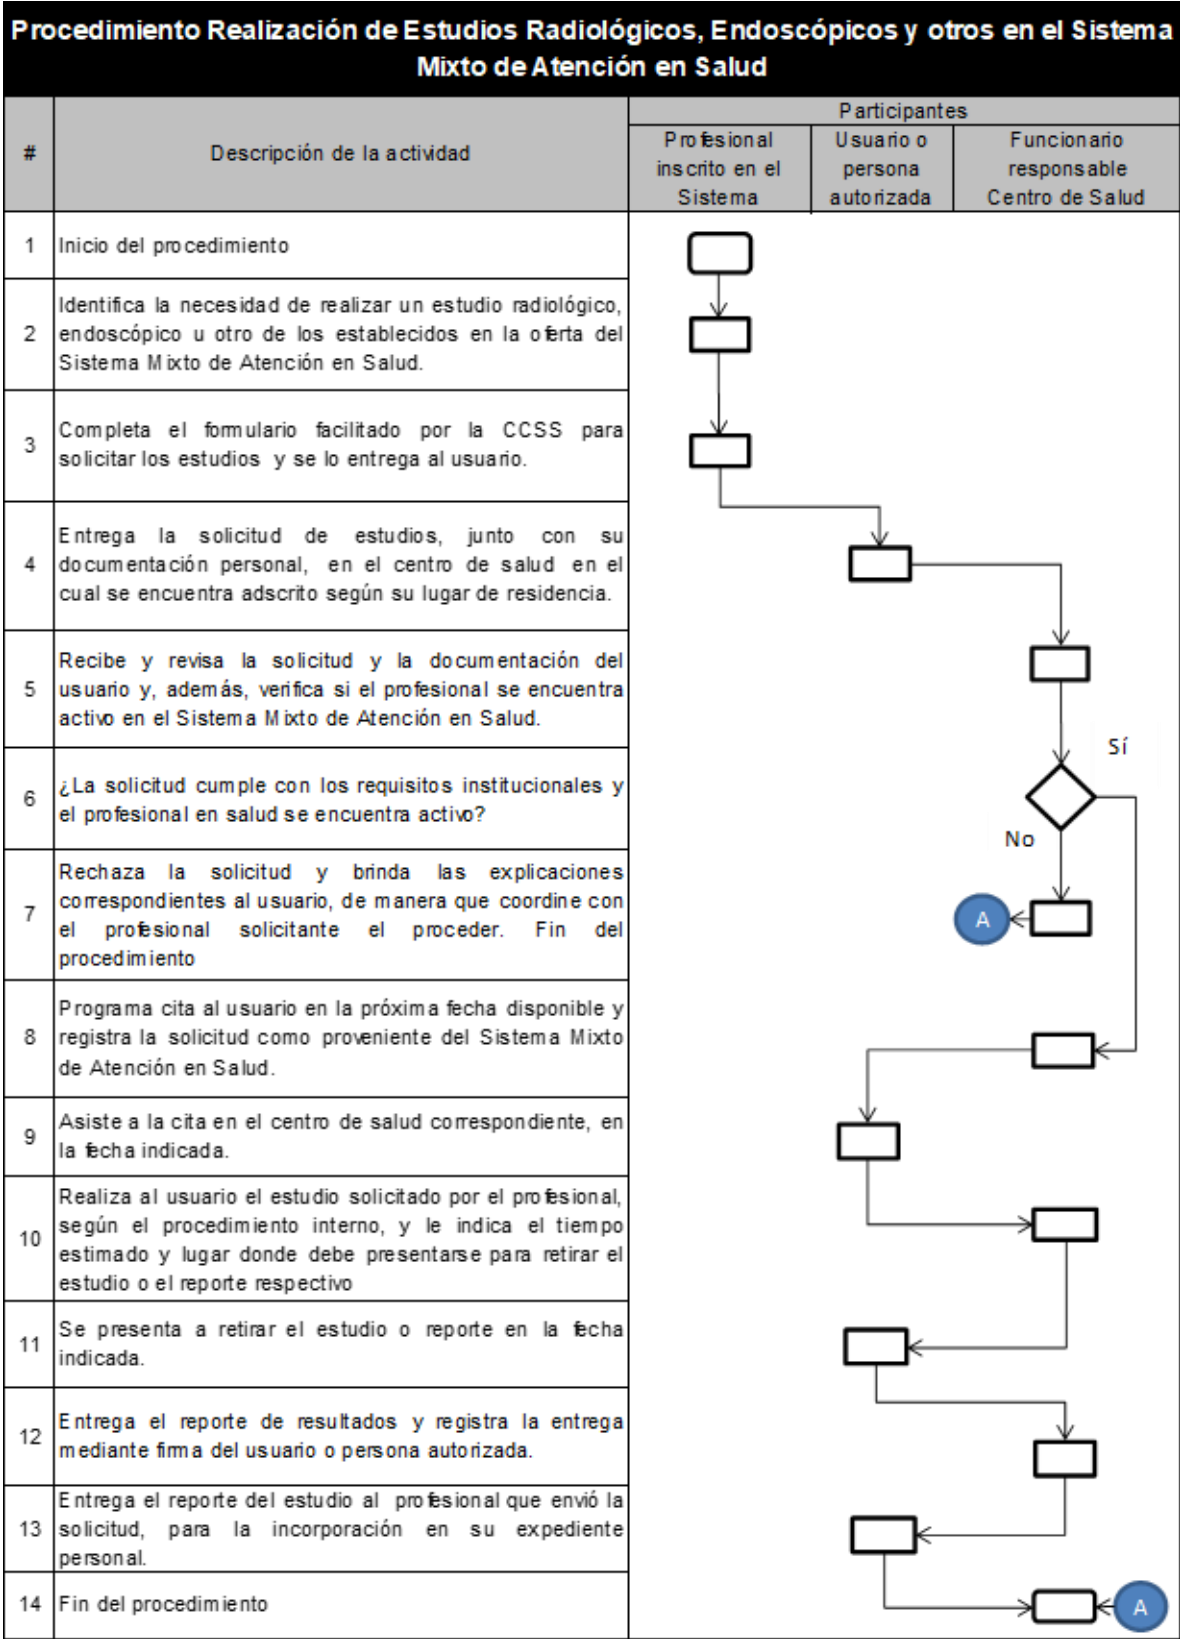 Procedimiento Realización de Estudios Radiológicos, Endoscópicos y otros en el Sistema
Mixto de Atención en Salud
#
Descripción de la actividad
Participantes
Profesional
inscrito en el
Sistema
Usuario o
persona
autorizada
Funcionario
responsable
Centro de Salud
1
Inicio del procedimiento
2
Identifica la necesidad de realizar un estudio radiológico,
endoscópico u otro de los establecidos en la oferta del
Sistema Mixto de Atención en Salud.
3
Completa el formulario facilitado por la CCSS para
solicitar los estudios y se lo entrega al usuario.
4
Entrega la solicitud de estudios, junto con su
documentación personal, en el centro de salud en el
cual se encuentra adscrito según su lugar de residencia.
5
Recibe y revisa la solicitud y la documentación del
usuario y, además, verifica si el profesional se encuentra
activo en el Sistema Mixto de Atención en Salud.
6
¿La solicitud cumple con los requisitos institucionales y
el profesional en salud se encuentra activo?
Sí
No
7
Rechaza la solicitud y brinda las explicaciones
correspondientes al usuario, de manera que coordine con
el profesional solicitante el proceder. Fin del
procedimiento
A
8
Programa cita al usuario en la próxima fecha disponible y
registra la solicitud como proveniente del Sistema Mixto
de Atención en Salud.
9
Asiste a la cita en el centro de salud correspondiente, en
la fecha indicada.
10
Realiza al usuario el estudio solicitado por el profesional,
según el procedimiento interno, y le indica el tiempo
estimado y lugar donde debe presentarse para retirar el
estudio o el reporte respectivo
11
Se presenta a retirar el estudio o reporte en la fecha
indicada.
12
Entrega el reporte de resultados y registra la entrega
mediante firma del usuario o persona autorizada.
13
Entrega el reporte del estudio al profesional que envió la
solicitud, para la incorporación en su expediente
personal.
14
Fin del procedimiento
A